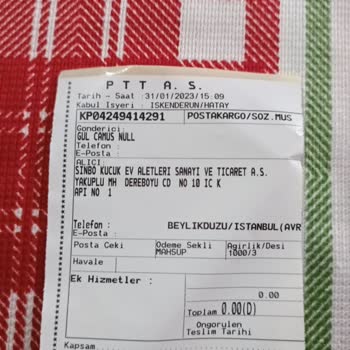 PTT A.S.
Tarih - Saat :31/01/2023/15:09
Kabul Isyeri : ISKENDERUN/HATAY
KP04249414291 POSTAKARGO/SOZ.MUS
Gonderici:
GUL CAMUS NULL
Telefon :
E-Posta :
ALICI:
SINBO KUCUK EV ALETLERI SANAYI VE TICARET A.S.
YAKUPLU MH DEREBOYU CD NO 10 IC K
API NO 1
Telefon : BEYLIKDUZU/ISTANBUL(AVR
E-Posta :
Posta Ceki Odeme Sekli Agirlik/Desi
MAHSUP 1000/3
Havale
Ek Hizmetler :
0.00
Toplam 0.00(D)
Ongorulen
Teslim Tarihi
Kapsam